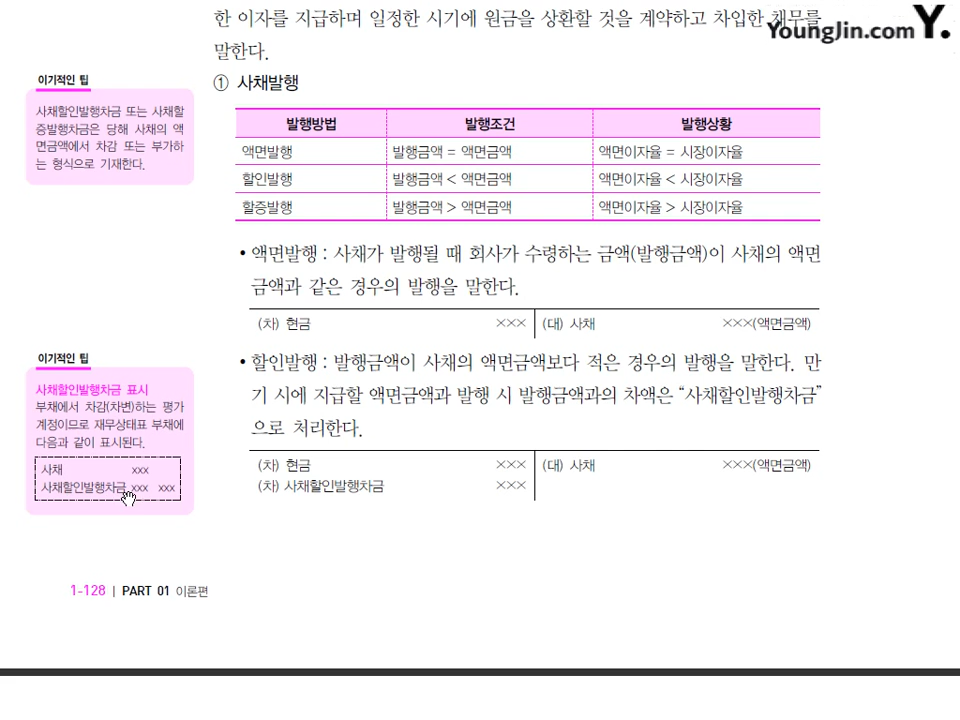 한 이자를 지급하며 일정한 시기에 원금을 상환할 것을 계약하고 차입한 채무를
말한다.
YoungJin.com Y.
① 사채발행
이기적인 팁
사채할인발행차금 또는 사채할
증발행차금은 당해 사채의 액
면금액에서 차감 또는 부가하
는 형식으로 기재한다.
발행방법 발행조건 발행상황
액면발행 발행금액 = 액면금액 액면이자율 = 시장이자율
할인발행 발행금액 < 액면금액 액면이자율 < 시장이자율
할증발행 발행금액 > 액면금액 액면이자율 > 시장이자율
• 액면발행 : 사채가 발행될 때 회사가 수령하는 금액(발행금액)이 사채의 액면
금액과 같은 경우의 발행을 말한다.
(차) 현금 ××× (대) 사채 ×××(액면금액)
• 할인발행 : 발행금액이 사채의 액면금액보다 적은 경우의 발행을 말한다. 만
기 시에 지급할 액면금액과 발행 시 발행금액과의 차액은 “사채할인발행차금”
으로 처리한다.
(차) 현금 ××× (대) 사채 ×××(액면금액)
(차) 사채할인발행차금 ×××
이기적인 팁
사채할인발행차금 표시
부채에서 차감(차변)하는 평가
계정이므로 재무상태표 부채에
다음과 같이 표시된다.
사채 xxx
사채할인발행차금 xxx xxx
1-128 | PART 01 이론편